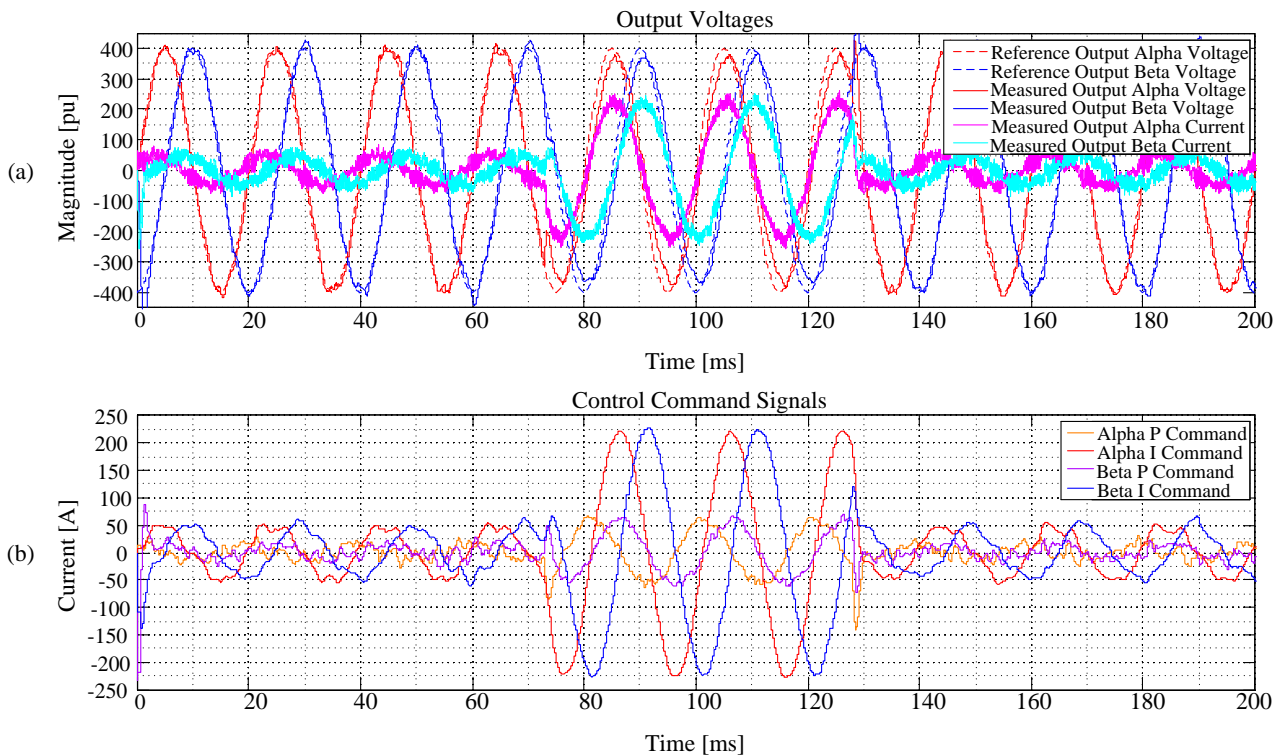 Output Voltages
400
300
200
100
0
-100
-200
-300
-400
Magnitude [pu]
(a)
Reference Output Alpha Voltage
Reference Output Beta Voltage
Measured Output Alpha Voltage
Measured Output Beta Voltage
Measured Output Alpha Current
Measured Output Beta Current
0 20 40 60 80 100 120 140 160 180 200
Time [ms]
Control Command Signals
250
200
150
100
50
0
-50
-100
-150
-200
-250
Current [A]
(b)
Alpha P Command
Alpha I Command
Beta P Command
Beta I Command
0 20 40 60 80 100 120 140 160 180 200
Time [ms]